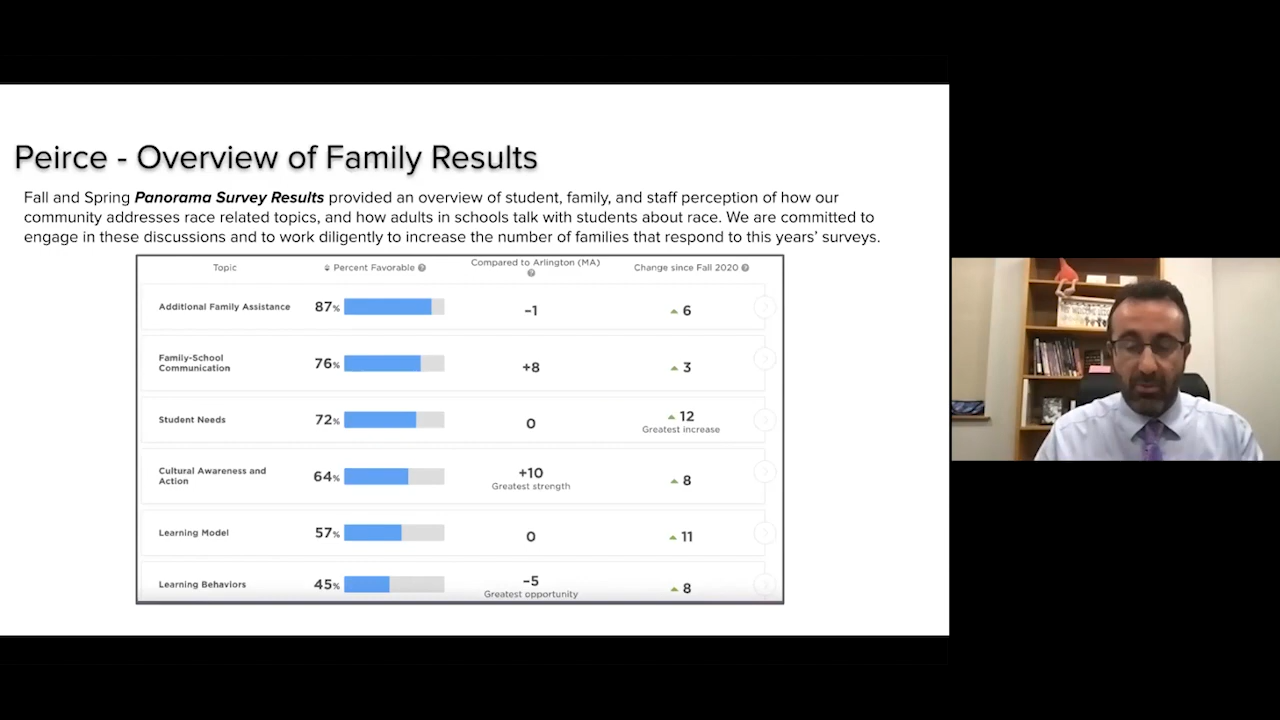 Peirce - Overview of Family Results
Fall and Spring Panorama Survey Results provided an overview of student, family, and staff perception of how our
community addresses race related topics, and how adults in schools talk with students about race. We are committed to
engage in these discussions and to work diligently to increase the number of families that respond to this years’ surveys.
Topic Percent Favorable Compared to Arlington (MA) Change since Fall 2020
Additional Family Assistance 87% -1 6
Family-School
Communication 76% +8 3
Student Needs 72% 0 12
Greatest increase
Cultural Awareness and
Action 64% +10 8
Greatest strength
Learning Model 57% 0 11
Learning Behaviors 45% -5 8
Greatest opportunity